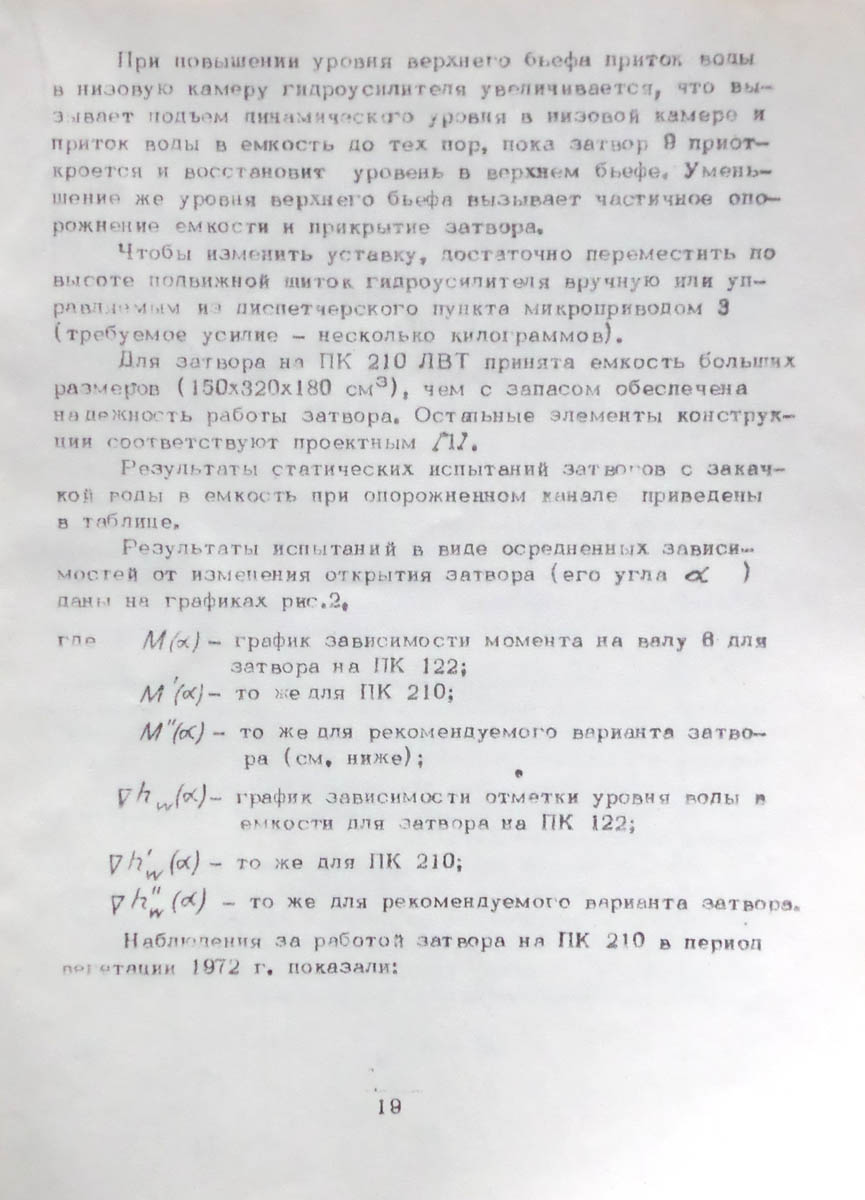 При повышении уровня верхнего бьефа приток воды
в низовую камеру гидроусилителя увеличивается, что вы-
зывает подъем динамического уровня в низовой камере и
приток воды в емкость до тех пор, пока затвор 9 приот-
кроется и восстановит уровень в верхнем бьефе. Умень-
шение же уровня верхнего бьефа вызывает частичное опо-
рожнение емкости и прикрытие затвора.
Чтобы изменить уставку, достаточно переместить по
высоте подвижной щиток гидроусилителя вручную или уп-
равляемым из диспетчерского пункта микроприводом 3
(требуемое усилие – несколько килограммов).
Для затвора на ПК 210 ЛВТ принята емкость больших
размеров (150x320x180 см³), чем с запасом обеспечена
надежность работы затвора. Остальные элементы конструк-
ции соответствуют проектным [1].
Результаты статических испытаний затворов с закач-
кой воды в емкость при опорожненном канале приведены
в таблице.
Результаты испытаний в виде осредненных зависи-
мостей от изменения открытия затвора (его угла α )
даны на графиках рис.2,
где M(α) – график зависимости момента на валу 6 для
затвора на ПК 122;
M'(α) – то же для ПК 210;
M"(α) – то же для рекомендуемого варианта затво-
ра (см. ниже);
∇h_w(α) – график зависимости отметки уровня воды в
емкости для затвора на ПК 122;
∇h'_w(α) – то же для ПК 210;
∇h"_w(α) – то же для рекомендуемого варианта затвора.
Наблюдения за работой затвора на ПК 210 в период
вегетации 1972 г. показали:
19